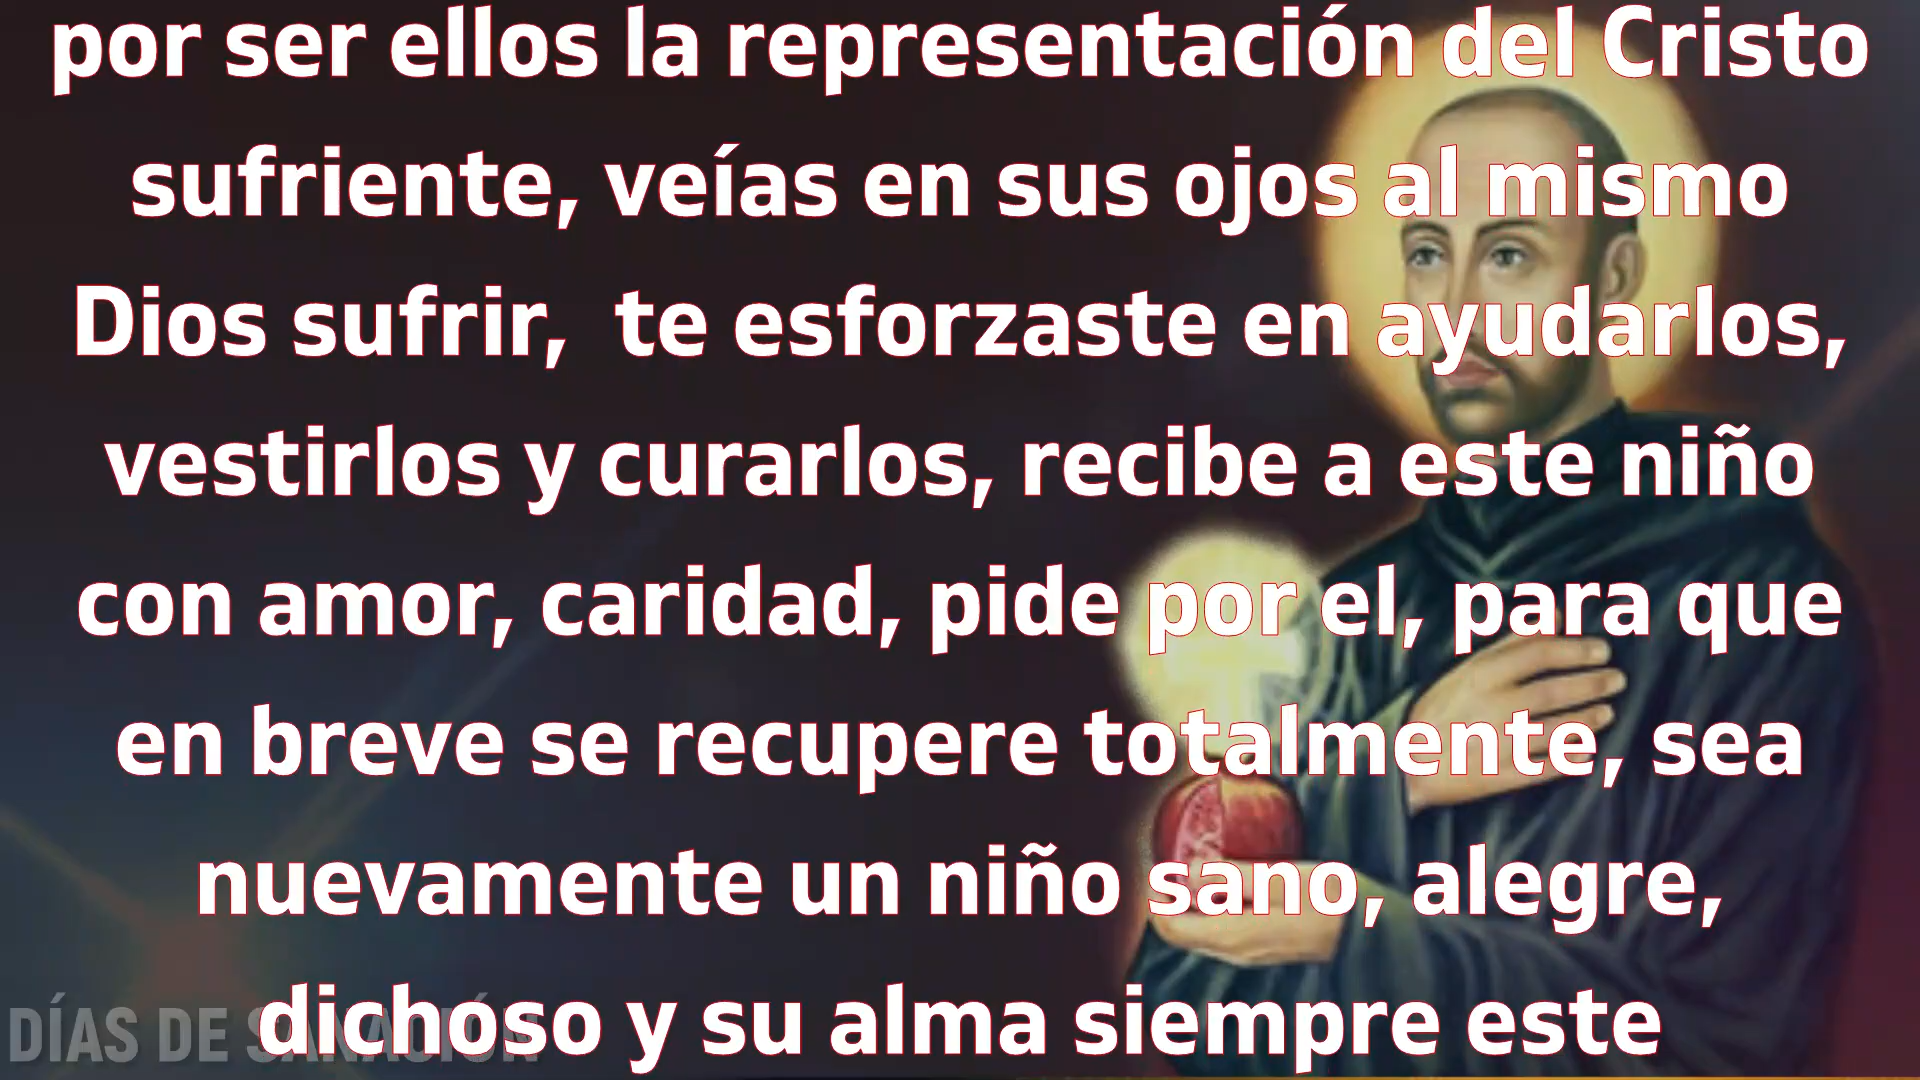 por ser ellos la representación del Cristo
sufriente, veías en sus ojos al mismo
Dios sufrir,  te esforzaste en ayudarlos,
vestirlos y curarlos, recibe a este niño
con amor, caridad, pide por el, para que
en breve se recupere totalmente, sea
nuevamente un niño sano, alegre,
dichoso y su alma siempre este
DÍAS DE SANACIÓN